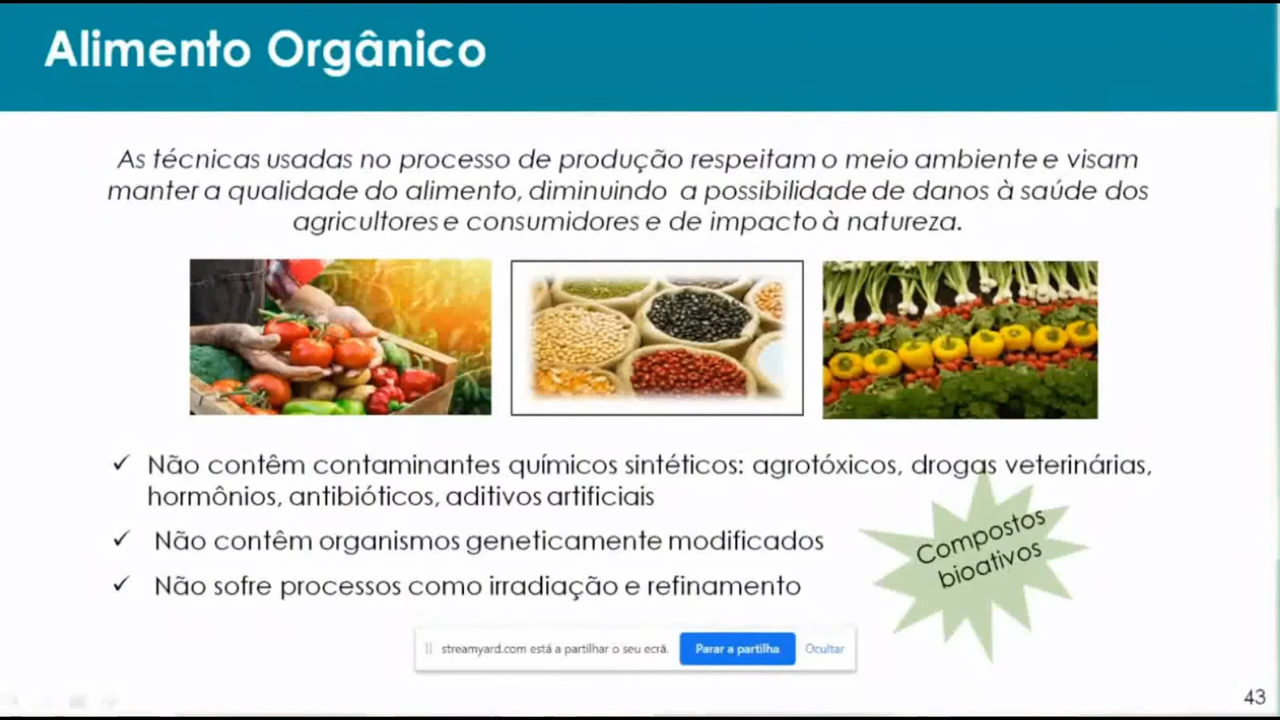 Alimento Orgânico
As técnicas usadas no processo de produção respeitam o meio ambiente e visam
manter a qualidade do alimento, diminuindo a possibilidade de danos à saúde dos
agricultores e consumidores e de impacto à natureza.
✓ Não contêm contaminantes químicos sintéticos: agrotóxicos, drogas veterinárias,
hormônios, antibióticos, aditivos artificiais
✓ Não contêm organismos geneticamente modificados
✓ Não sofre processos como irradiação e refinamento
Compostos
bioativos
streamyard.com está a partilhar o seu ecrã. Parar a partilha Ocultar
43